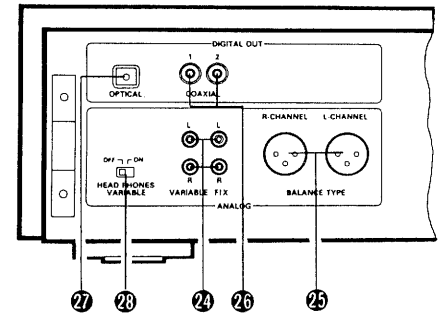 DIGITAL OUT
1 2
OPTICAL COAXIAL
R-CHANNEL L-CHANNEL
L L
OFF ON
R R
HEAD PHONES
VARIABLE
VARIABLE FIX
BALANCE TYPE
ANALOG
27 28 24 26 25